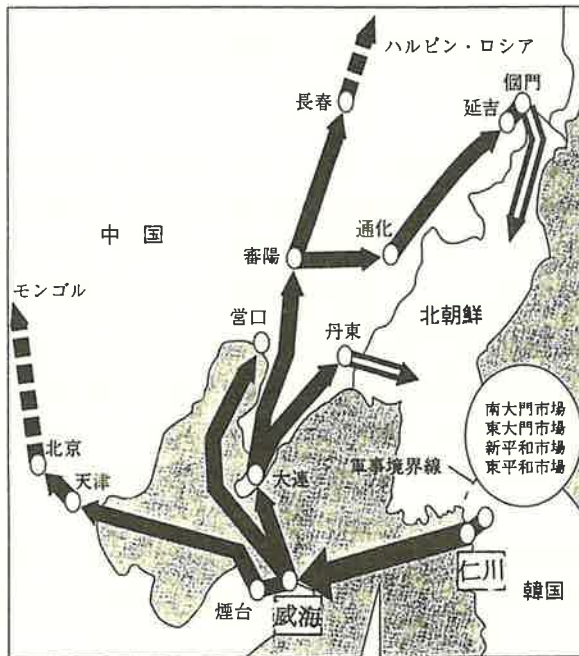 ハルビン・ロシア
長春
個門
延吉
中 国
通化
審陽
モンゴル
営口
北朝鮮
丹東
南大門市場
東大門市場
新平和市場
東平和市場
北京
軍事境界線
大連
天津
仁川
煙台
威海
韓国